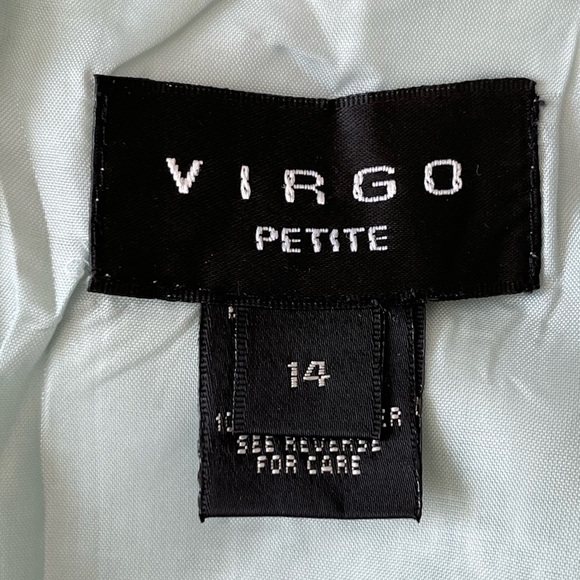 VIRGO
PETITE
14
SEE REVERSE
FOR CARE